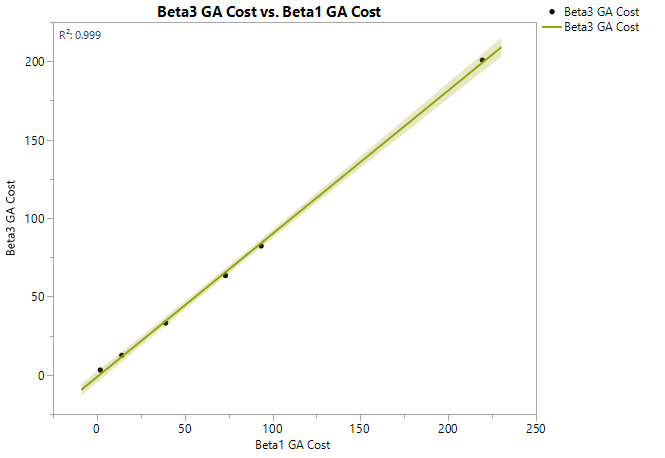 Beta3 GA Cost vs. Beta1 GA Cost
Beta3 GA Cost
Beta3 GA Cost
R²: 0.999
200
150
100
50
0
Beta3 GA Cost
0 50 100 150 200 250
Beta1 GA Cost